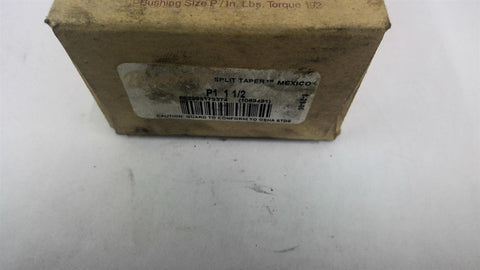 Bushing Size P / In. Lbs. Torque 192
SPLIT TAPER™ MEXICO
P1 1 1/2
CAUTION: GUARD TO CONFORM TO OSHA STDS